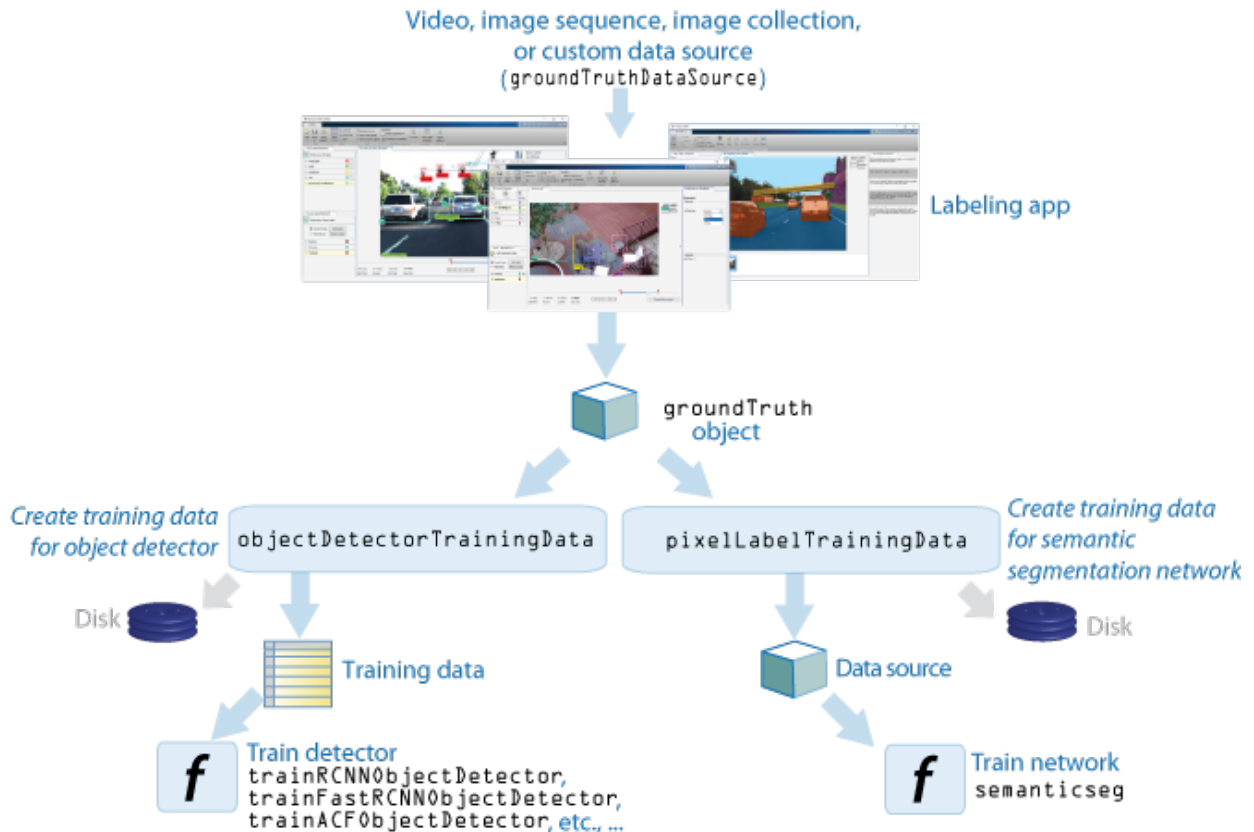 Video, image sequence, image collection,
or custom data source
(groundTruthDataSource)
Labeling app
groundTruth
object
Create training data
for object detector
objectDetectorTrainingData
pixelLabelTrainingData
Create training data
for semantic
segmentation network
Disk
Disk
Training data
Data source
f
Train detector
trainRCNNObjectDetector,
trainFastRCNNObjectDetector,
trainACFObjectDetector, etc., ...
f
Train network
semanticseg